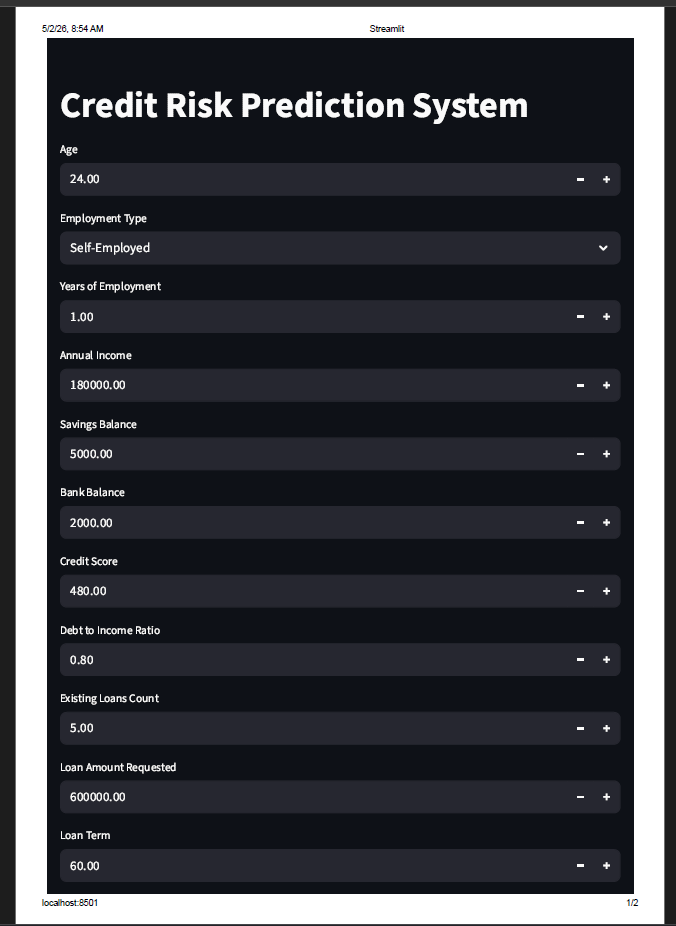 5/2/26, 8:54 AM
Streamlit
Credit Risk Prediction System
Age
24.00
Employment Type
Self-Employed
Years of Employment
1.00
Annual Income
180000.00
Savings Balance
5000.00
Bank Balance
2000.00
Credit Score
480.00
Debt to Income Ratio
0.80
Existing Loans Count
5.00
Loan Amount Requested
600000.00
Loan Term
60.00
localhost:8501
1/2